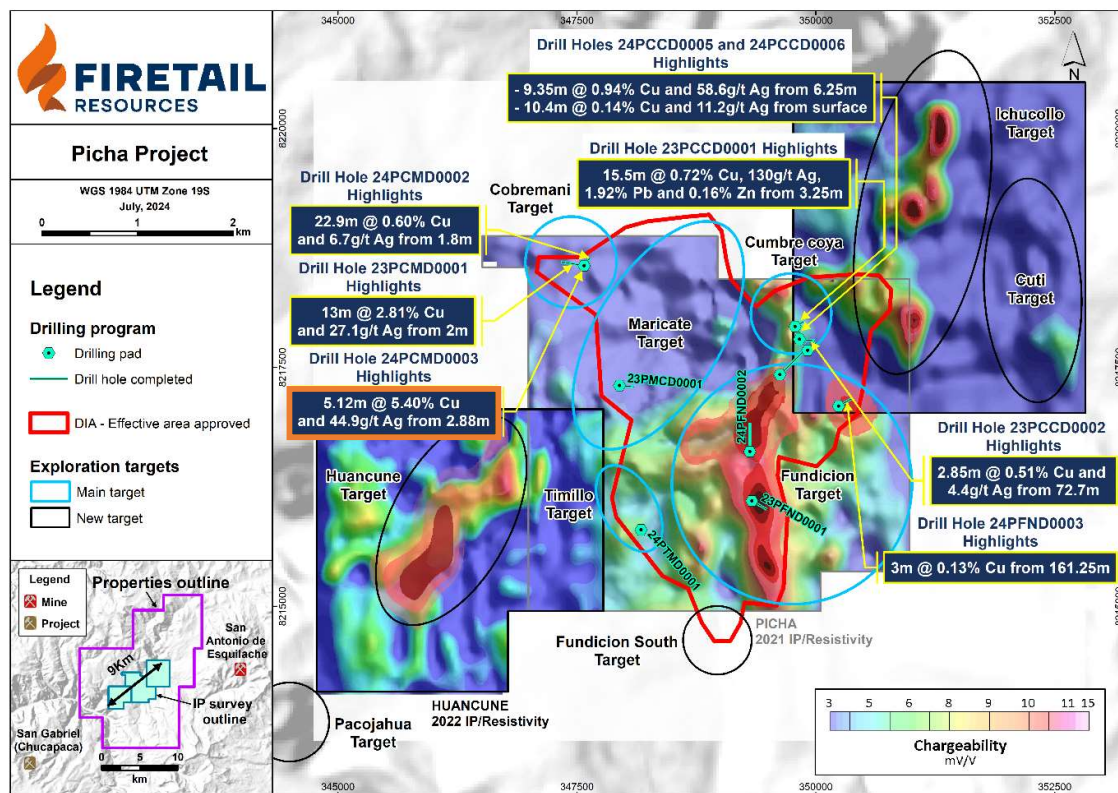 FIRETAIL
RESOURCES
Picha Project
WGS 1984 UTM Zone 19S
July, 2024
0 1 2
km
Legend
Drilling program
Drilling pad
Drill hole completed
DIA - Effective area approved
Exploration targets
Main target
New target
Legend
Mine
Project
Properties outline
San
Antonio de
Esquilache
9Km
IP survey
outline
San Gabriel
(Chucapaca)
0 5 10
km
345000 347500 350000 352500
8220000
8217500
8215000
N
Drill Holes 24PCCD0005 and 24PCCD0006
Highlights
- 9.35m @ 0.94% Cu and 58.6g/t Ag from 6.25m
- 10.4m @ 0.14% Cu and 11.2g/t Ag from surface
Ichucollo
Target
Drill Hole 23PCCD0001 Highlights
15.5m @ 0.72% Cu, 130g/t Ag,
1.92% Pb and 0.16% Zn from 3.25m
Drill Hole 24PCMD0002
Highlights
22.9m @ 0.60% Cu
and 6.7g/t Ag from 1.8m
Cobremani
Target
Cumbre coya
Target
Cuti
Target
Drill Hole 23PCMD0001
Highlights
13m @ 2.81% Cu
and 27.1g/t Ag from 2m
Maricate
Target
Drill Hole 24PCMD0003
Highlights
5.12m @ 5.40% Cu
and 44.9g/t Ag from 2.88m
23PMCD0001
24PFND0002
Drill Hole 23PCCD0002
Highlights
2.85m @ 0.51% Cu and
4.4g/t Ag from 72.7m
Huancune
Target
Timillo
Target
Fundicion
Target
23PFND0001
24PTMD0001
Drill Hole 24PFND0003
Highlights
3m @ 0.13% Cu from 161.25m
PICHA
2021 IP/Resistivity
Fundicion South
Target
HUANCUNE
2022 IP/Resistivity
Pacojahua
Target
3 4 5 6 8 9 10 11 15
Chargeability
mV/V
8215000
345000 347500 350000 352500